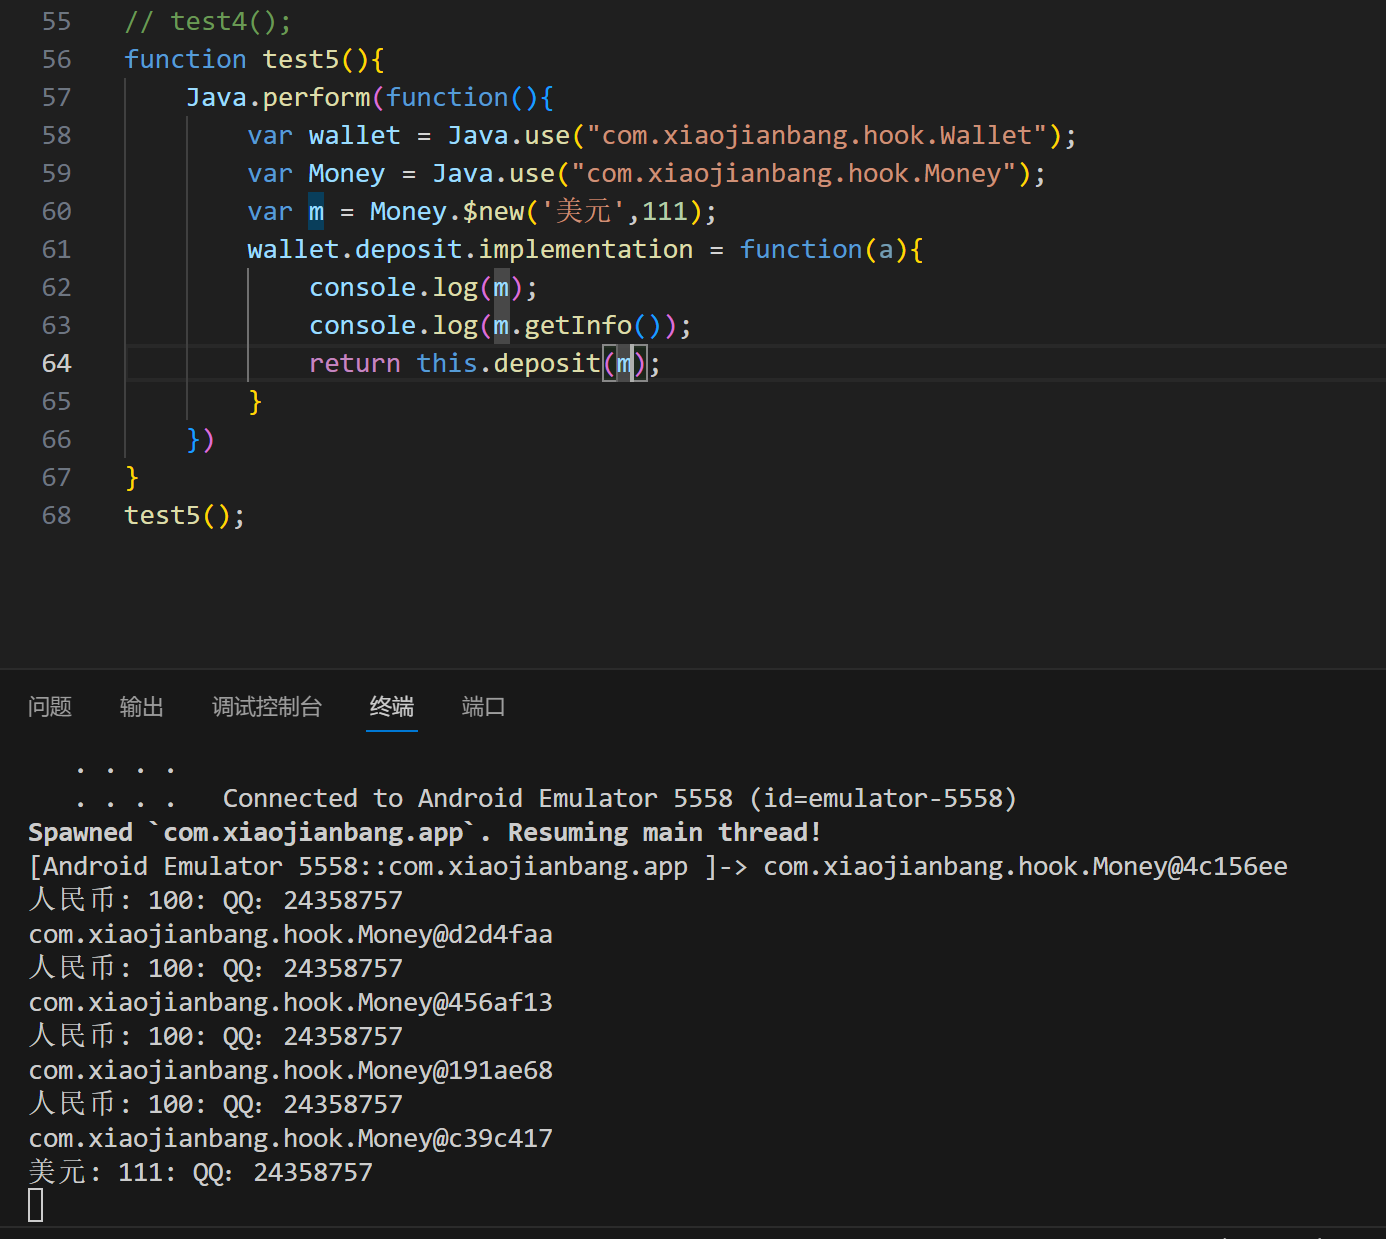 55 // test4();
56 function test5(){
57 Java.perform(function(){
58 var wallet = Java.use("com.xiaojianbang.hook.Wallet");
59 var Money = Java.use("com.xiaojianbang.hook.Money");
60 var m = Money.$new('美元',111);
61 wallet.deposit.implementation = function(a){
62 console.log(m);
63 console.log(m.getInfo());
64 return this.deposit(m);
65 }
66 })
67 }
68 test5();
问题 输出 调试控制台 终端 端口
. . . .
. . . . Connected to Android Emulator 5558 (id=emulator-5558)
Spawned `com.xiaojianbang.app`. Resuming main thread!
[Android Emulator 5558::com.xiaojianbang.app ]-> com.xiaojianbang.hook.Money@4c156ee
人民币: 100: QQ：24358757
com.xiaojianbang.hook.Money@d2d4faa
人民币: 100: QQ：24358757
com.xiaojianbang.hook.Money@456af13
人民币: 100: QQ：24358757
com.xiaojianbang.hook.Money@191ae68
人民币: 100: QQ：24358757
com.xiaojianbang.hook.Money@c39c417
美元: 111: QQ：24358757